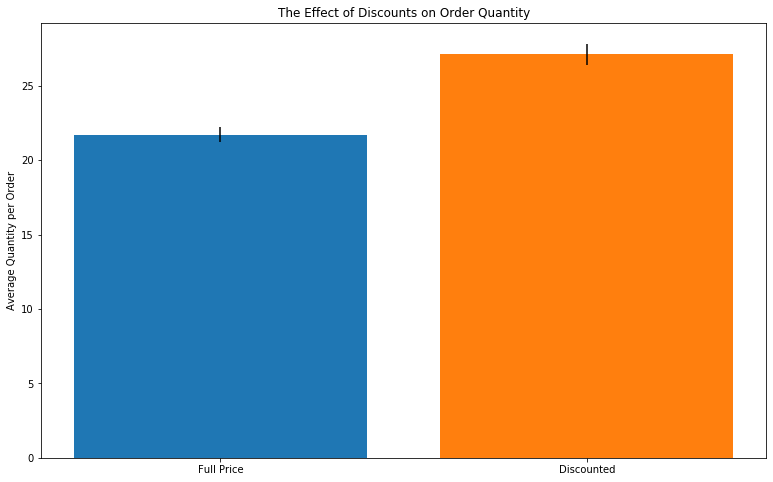 The Effect of Discounts on Order Quantity
Average Quantity per Order
25
20
15
10
5
0
Full Price
Discounted